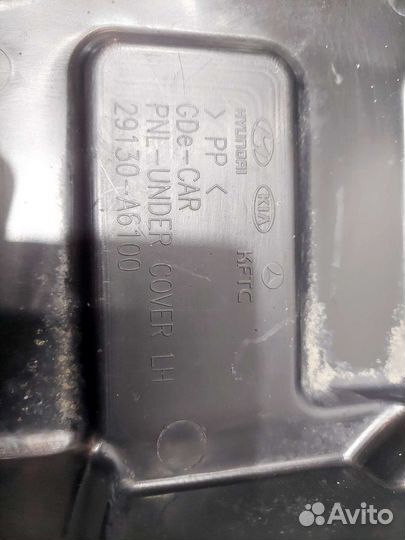 HYUNDAI KIA KFTC
> PP <
GDe-CAR
PNL-UNDER COVER LH
29130-A6100
Avito